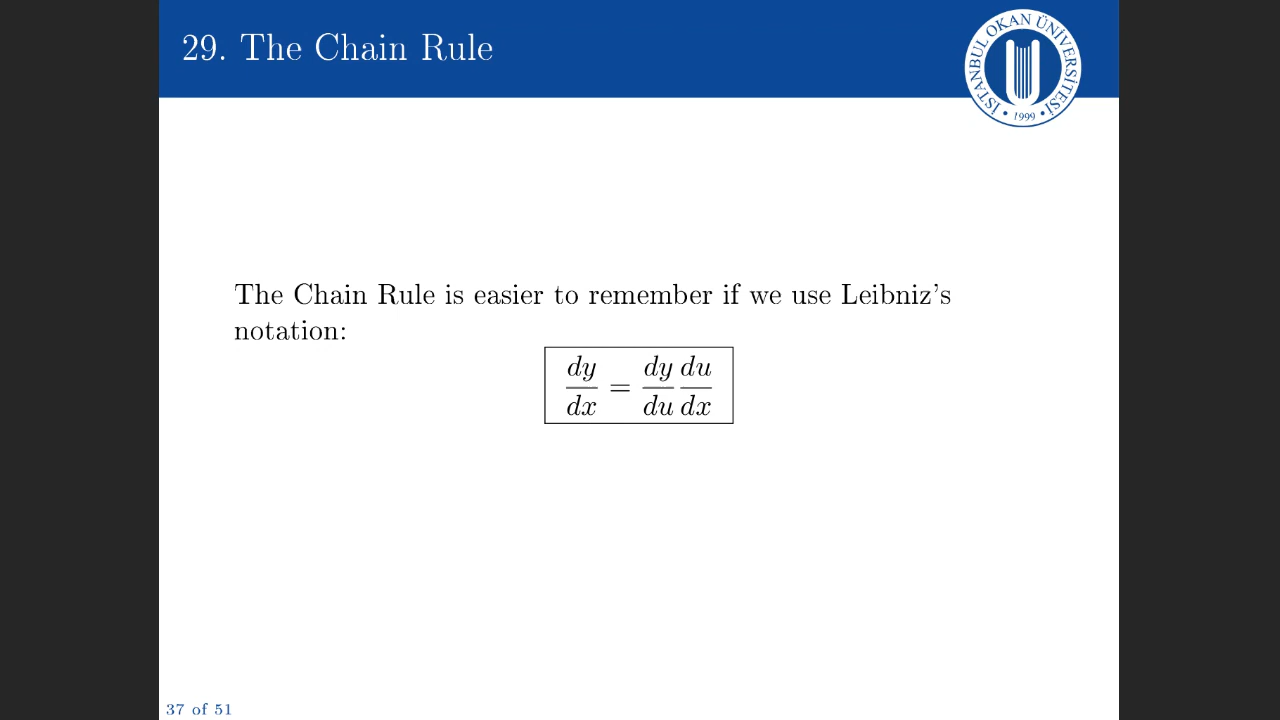 29. The Chain Rule
İSTANBUL OKAN ÜNİVERSİTESİ
• 1999 •
The Chain Rule is easier to remember if we use Leibniz's
notation:
dy/dx = dy/du du/dx
37 of 51